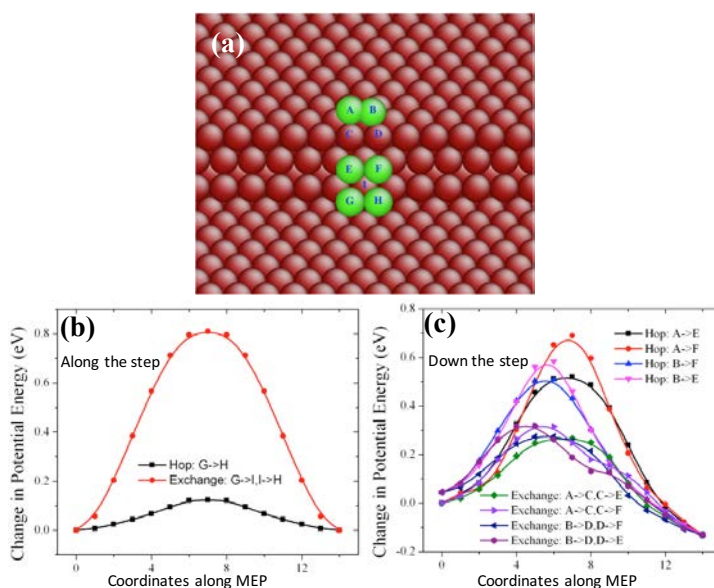 (a)
A B
C D
E F
I
G H
(b)
Along the step
Change in Potential Energy (eV)
0.8
0.6
0.4
0.2
0.0
Hop: G->H
Exchange: G->I,I->H
0 4 8 12
Coordinates along MEP
(c)
Down the step
Change in Potential Energy (eV)
0.8
0.6
0.4
0.2
0.0
-0.2
Hop: A->E
Hop: A->F
Hop: B->F
Hop: B->E
Exchange: A->C,C->E
Exchange: A->C,C->F
Exchange: B->D,D->F
Exchange: B->D,D->E
0 4 8 12
Coordinates along MEP